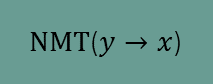 NMT(y → x)